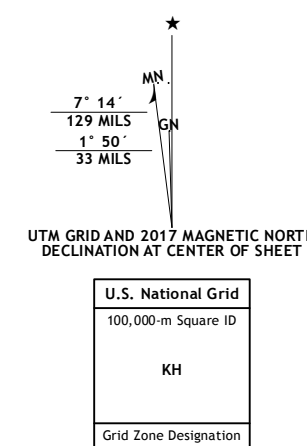 ★
MN
7° 14´
129 MILS
GN
1° 50´
33 MILS
UTM GRID AND 2017 MAGNETIC NORT
DECLINATION AT CENTER OF SHEET
U.S. National Grid
100,000-m Square ID
KH
Grid Zone Designation